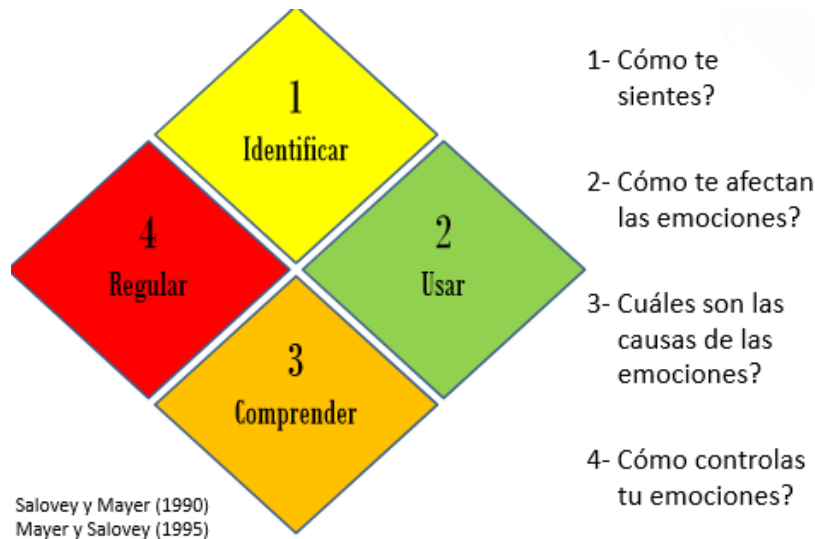 1
Identificar
4
Regular
2
Usar
3
Comprender
1- Cómo te
sientes?
2- Cómo te afectan
las emociones?
3- Cuáles son las
causas de las
emociones?
4- Cómo controlas
tu emociones?
Salovey y Mayer (1990)
Mayer y Salovey (1995)